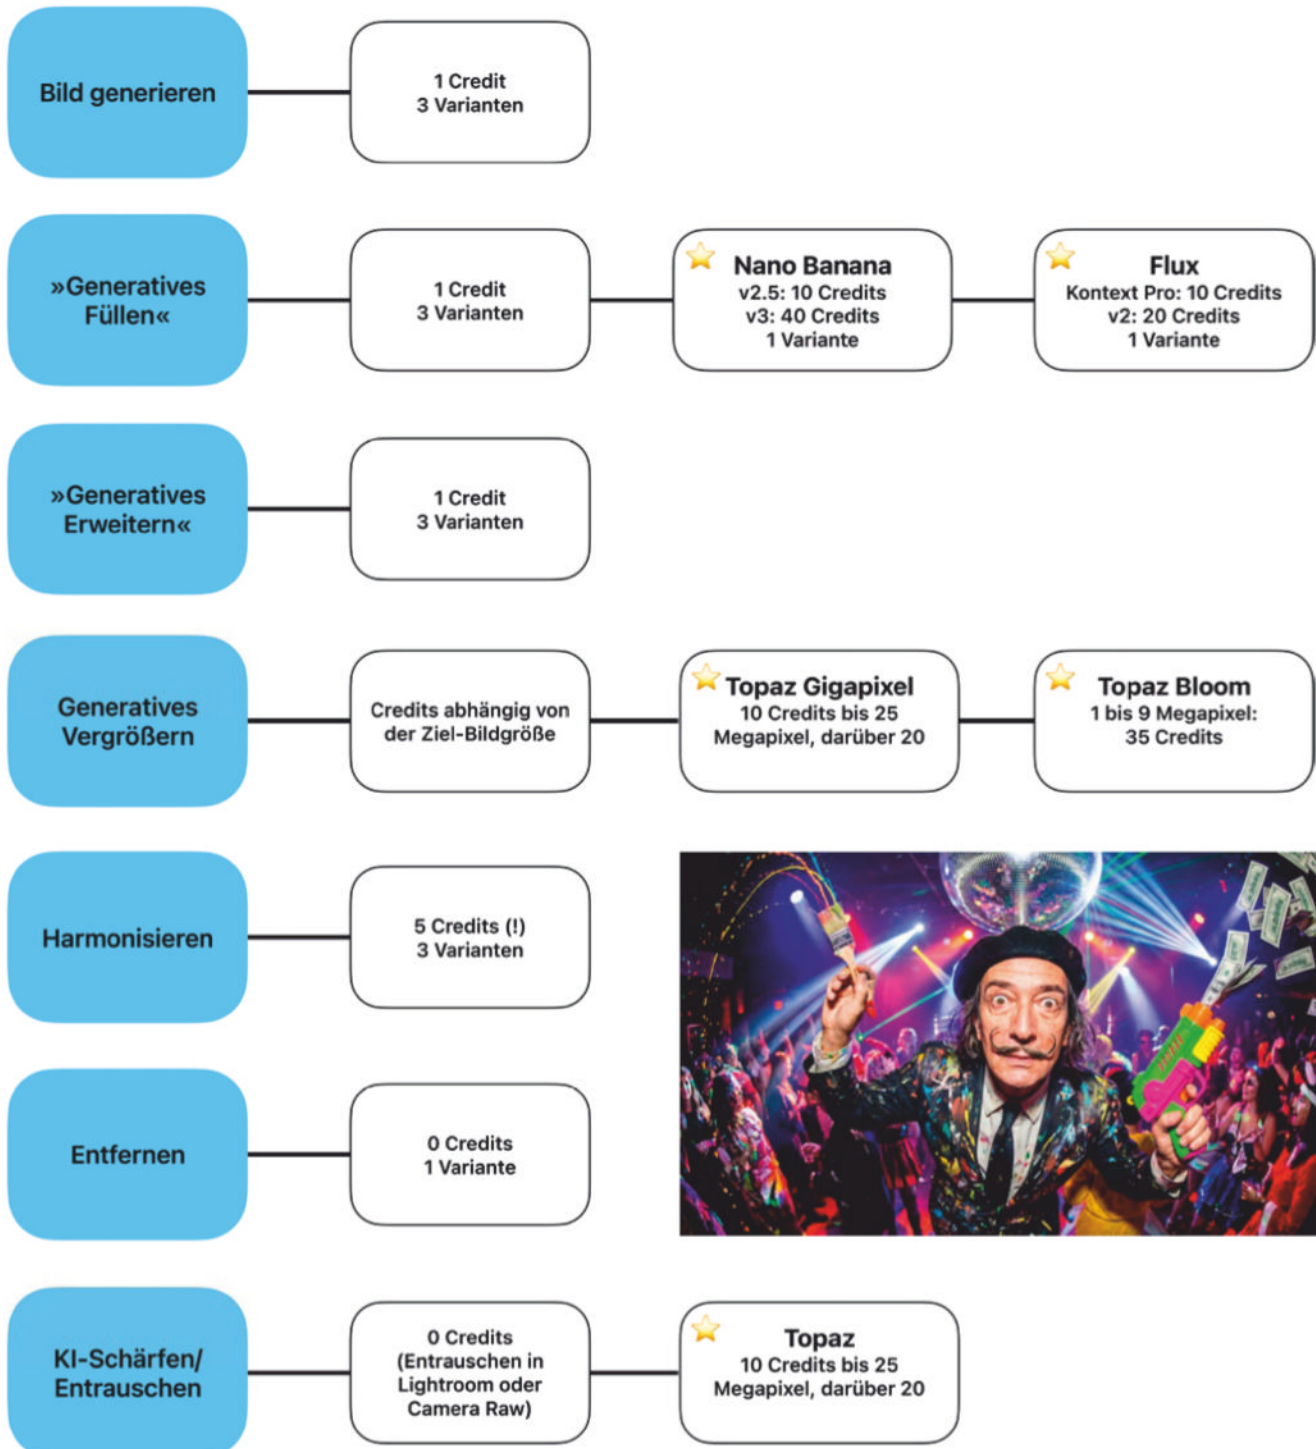 Bild generieren
1 Credit
3 Varianten
»Generatives
Füllen«
1 Credit
3 Varianten
Nano Banana
v2.5: 10 Credits
v3: 40 Credits
1 Variante
Flux
Kontext Pro: 10 Credits
v2: 20 Credits
1 Variante
»Generatives
Erweitern«
1 Credit
3 Varianten
Generatives
Vergrößern
Credits abhängig von
der Ziel-Bildgröße
Topaz Gigapixel
10 Credits bis 25
Megapixel, darüber 20
Topaz Bloom
1 bis 9 Megapixel:
35 Credits
Harmonisieren
5 Credits (!)
3 Varianten
Entfernen
0 Credits
1 Variante
KI-Schärfen/
Entrauschen
0 Credits
(Entrauschen in
Lightroom oder
Camera Raw)
Topaz
10 Credits bis 25
Megapixel, darüber 20